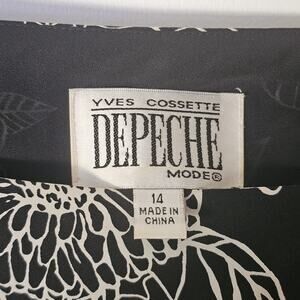 YVES COSSETTE
DEPECHE
MODE®
14
MADE IN
CHINA